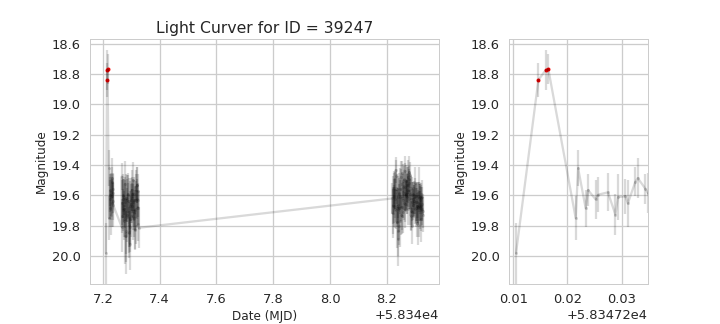 Light Curver for ID = 39247
Magnitude
18.6
18.8
19.0
19.2
19.4
19.6
19.8
20.0
7.2 7.4 7.6 7.8 8.0 8.2
Date (MJD)
+5.834e4
Magnitude
18.6
18.8
19.0
19.2
19.4
19.6
19.8
20.0
0.01 0.02 0.03
+5.83472e4